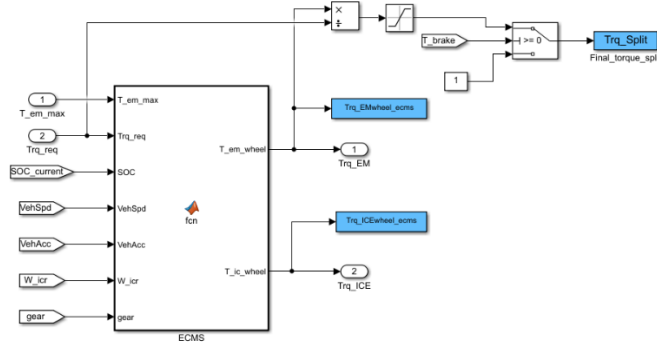 ×
÷
T_brake
>= 0
Trq_Split
Final_torque_spl
1
1
T_em_max
T_em_max
2
Trq_req
Trq_req
SOC_current
SOC
VehSpd
VehSpd
VehAcc
VehAcc
W_icr
W_icr
gear
gear
fcn
T_em_wheel
T_ic_wheel
ECMS
Trq_EMwheel_ecms
1
Trq_EM
Trq_ICEwheel_ecms
2
Trq_ICE